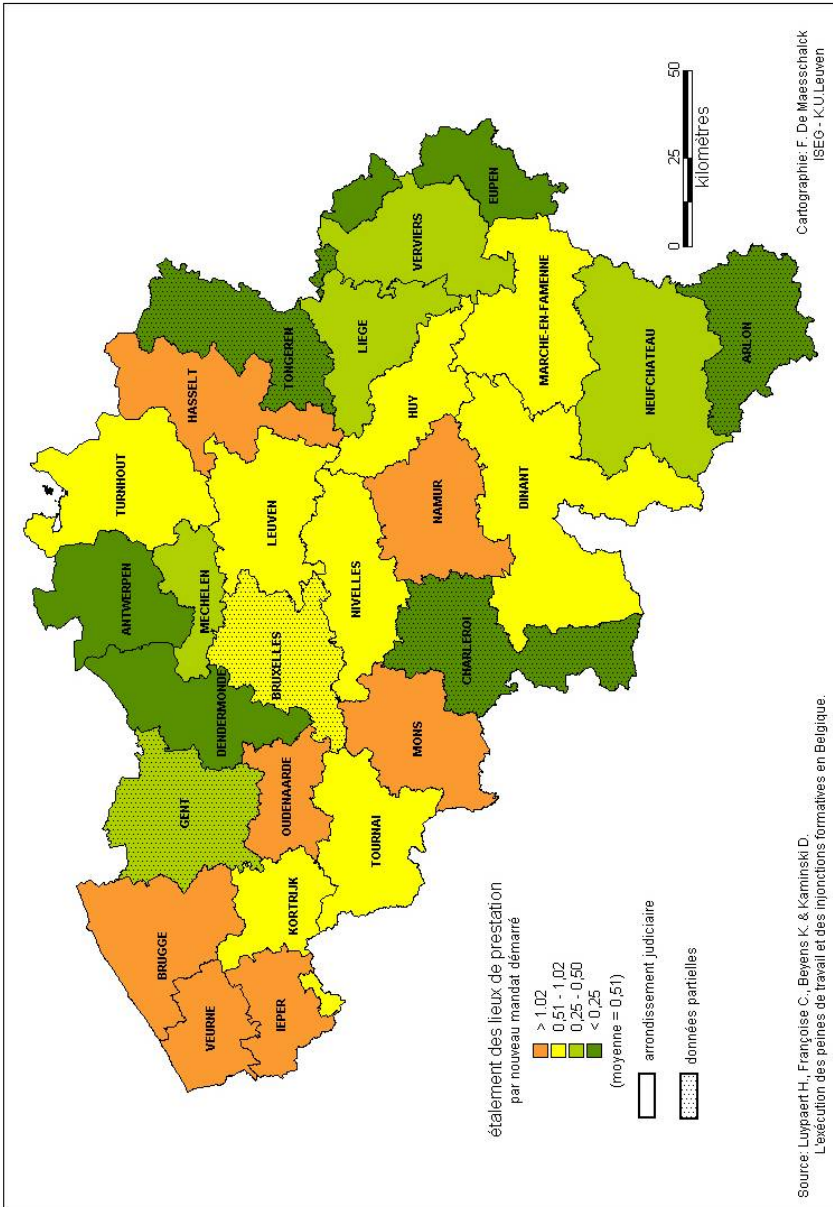 TURNHOUT
ANTWERPEN
BRUGGE
GENT
DENDERMONDE
MECHELEN
HASSELT
VEURNE
IEPER
KORTRIJK
OUDENAARDE
BRUXELLES
LEUVEN
TONGEREN
TOURNAI
MONS
NIVELLES
LIEGE
VERVIERS
EUPEN
CHARLEROI
NAMUR
HUY
DINANT
MARCHE-EN-FAMENNE
NEUFCHATEAU
ARLON
étalement des lieux de prestation
par nouveau mandat démarré
> 1.02
0,51 - 1,02
0,25 - 0,50
< 0,25
(moyenne = 0,51)
arrondissement judiciaire
données partielles
0 25 50
kilomètres
Source: Luypaert H., Françoise C., Beyens K. & Kaminski D.
L'exécution des peines de travail et des injonctions formatives en Belgique.
Cartographie: F. De Maesschalck
ISEG - K.U.Leuven